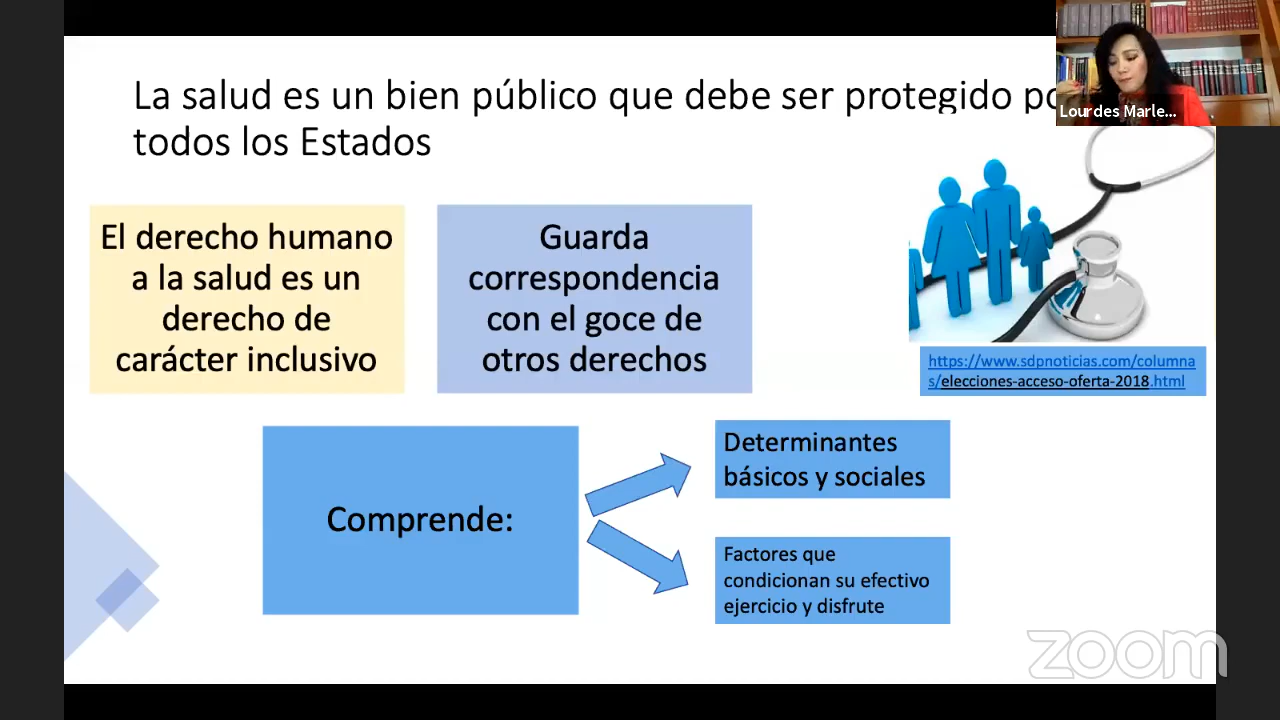 La salud es un bien público que debe ser protegido
todos los Estados
Lourdes Marle...
El derecho humano
a la salud es un
derecho de
carácter inclusivo
Guarda
correspondencia
con el goce de
otros derechos
https://www.sdpnoticias.com/columna
s/elecciones-acceso-oferta-2018.html
Comprende:
Determinantes
básicos y sociales
Factores que
condicionan su efectivo
ejercicio y disfrute
zoom